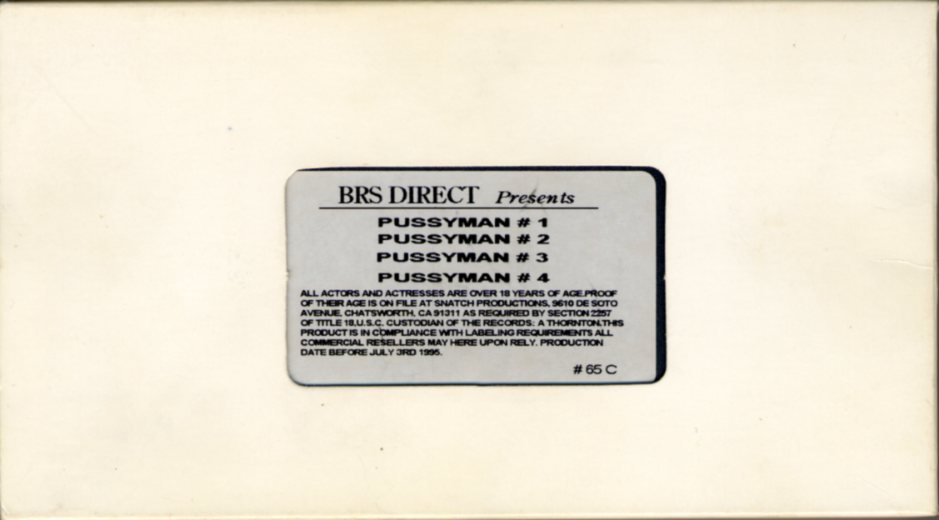 BRS DIRECT Presents
PUSSYMAN # 1
PUSSYMAN # 2
PUSSYMAN # 3
PUSSYMAN # 4
ALL ACTORS AND ACTRESSES ARE OVER 18 YEARS OF AGE.PROOF
OF THEIR AGE IS ON FILE AT SNATCH PRODUCTIONS, 9610 DE SOTO
AVENUE, CHATSWORTH, CA 91311 AS REQUIRED BY SECTION 2257
OF TITLE 18,U.S.C. CUSTODIAN OF THE RECORDS: A THORNTON.THIS
PRODUCT IS IN COMPLIANCE WITH LABELING REQUIREMENTS ALL
COMMERCIAL RESELLERS MAY HERE UPON RELY. PRODUCTION
DATE BEFORE JULY 3RD 1995.
# 65 C